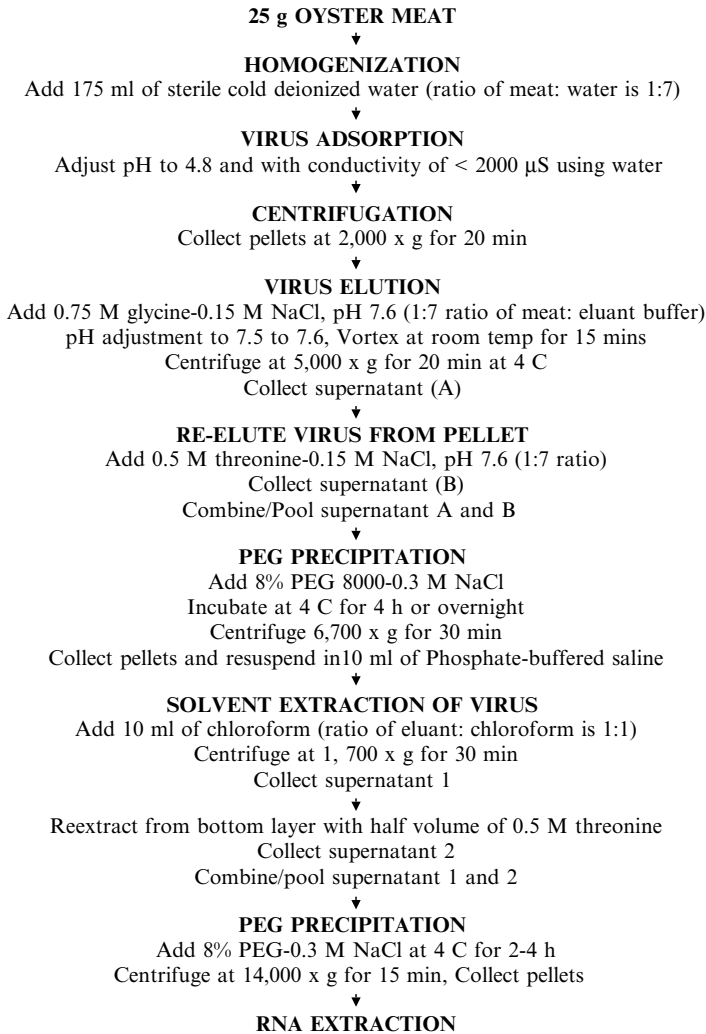 25 g OYSTER MEAT
HOMOGENIZATION
Add 175 ml of sterile cold deionized water (ratio of meat: water is 1:7)
VIRUS ADSORPTION
Adjust pH to 4.8 and with conductivity of < 2000 μS using water
CENTRIFUGATION
Collect pellets at 2,000 x g for 20 min
VIRUS ELUTION
Add 0.75 M glycine-0.15 M NaCl, pH 7.6 (1:7 ratio of meat: eluant buffer)
pH adjustment to 7.5 to 7.6, Vortex at room temp for 15 mins
Centrifuge at 5,000 x g for 20 min at 4 C
Collect supernatant (A)
RE-ELUTE VIRUS FROM PELLET
Add 0.5 M threonine-0.15 M NaCl, pH 7.6 (1:7 ratio)
Collect supernatant (B)
Combine/Pool supernatant A and B
PEG PRECIPITATION
Add 8% PEG 8000-0.3 M NaCl
Incubate at 4 C for 4 h or overnight
Centrifuge 6,700 x g for 30 min
Collect pellets and resuspend in10 ml of Phosphate-buffered saline
SOLVENT EXTRACTION OF VIRUS
Add 10 ml of chloroform (ratio of eluant: chloroform is 1:1)
Centrifuge at 1, 700 x g for 30 min
Collect supernatant 1
Reextract from bottom layer with half volume of 0.5 M threonine
Collect supernatant 2
Combine/pool supernatant 1 and 2
PEG PRECIPITATION
Add 8% PEG-0.3 M NaCl at 4 C for 2-4 h
Centrifuge at 14,000 x g for 15 min, Collect pellets
RNA EXTRACTION